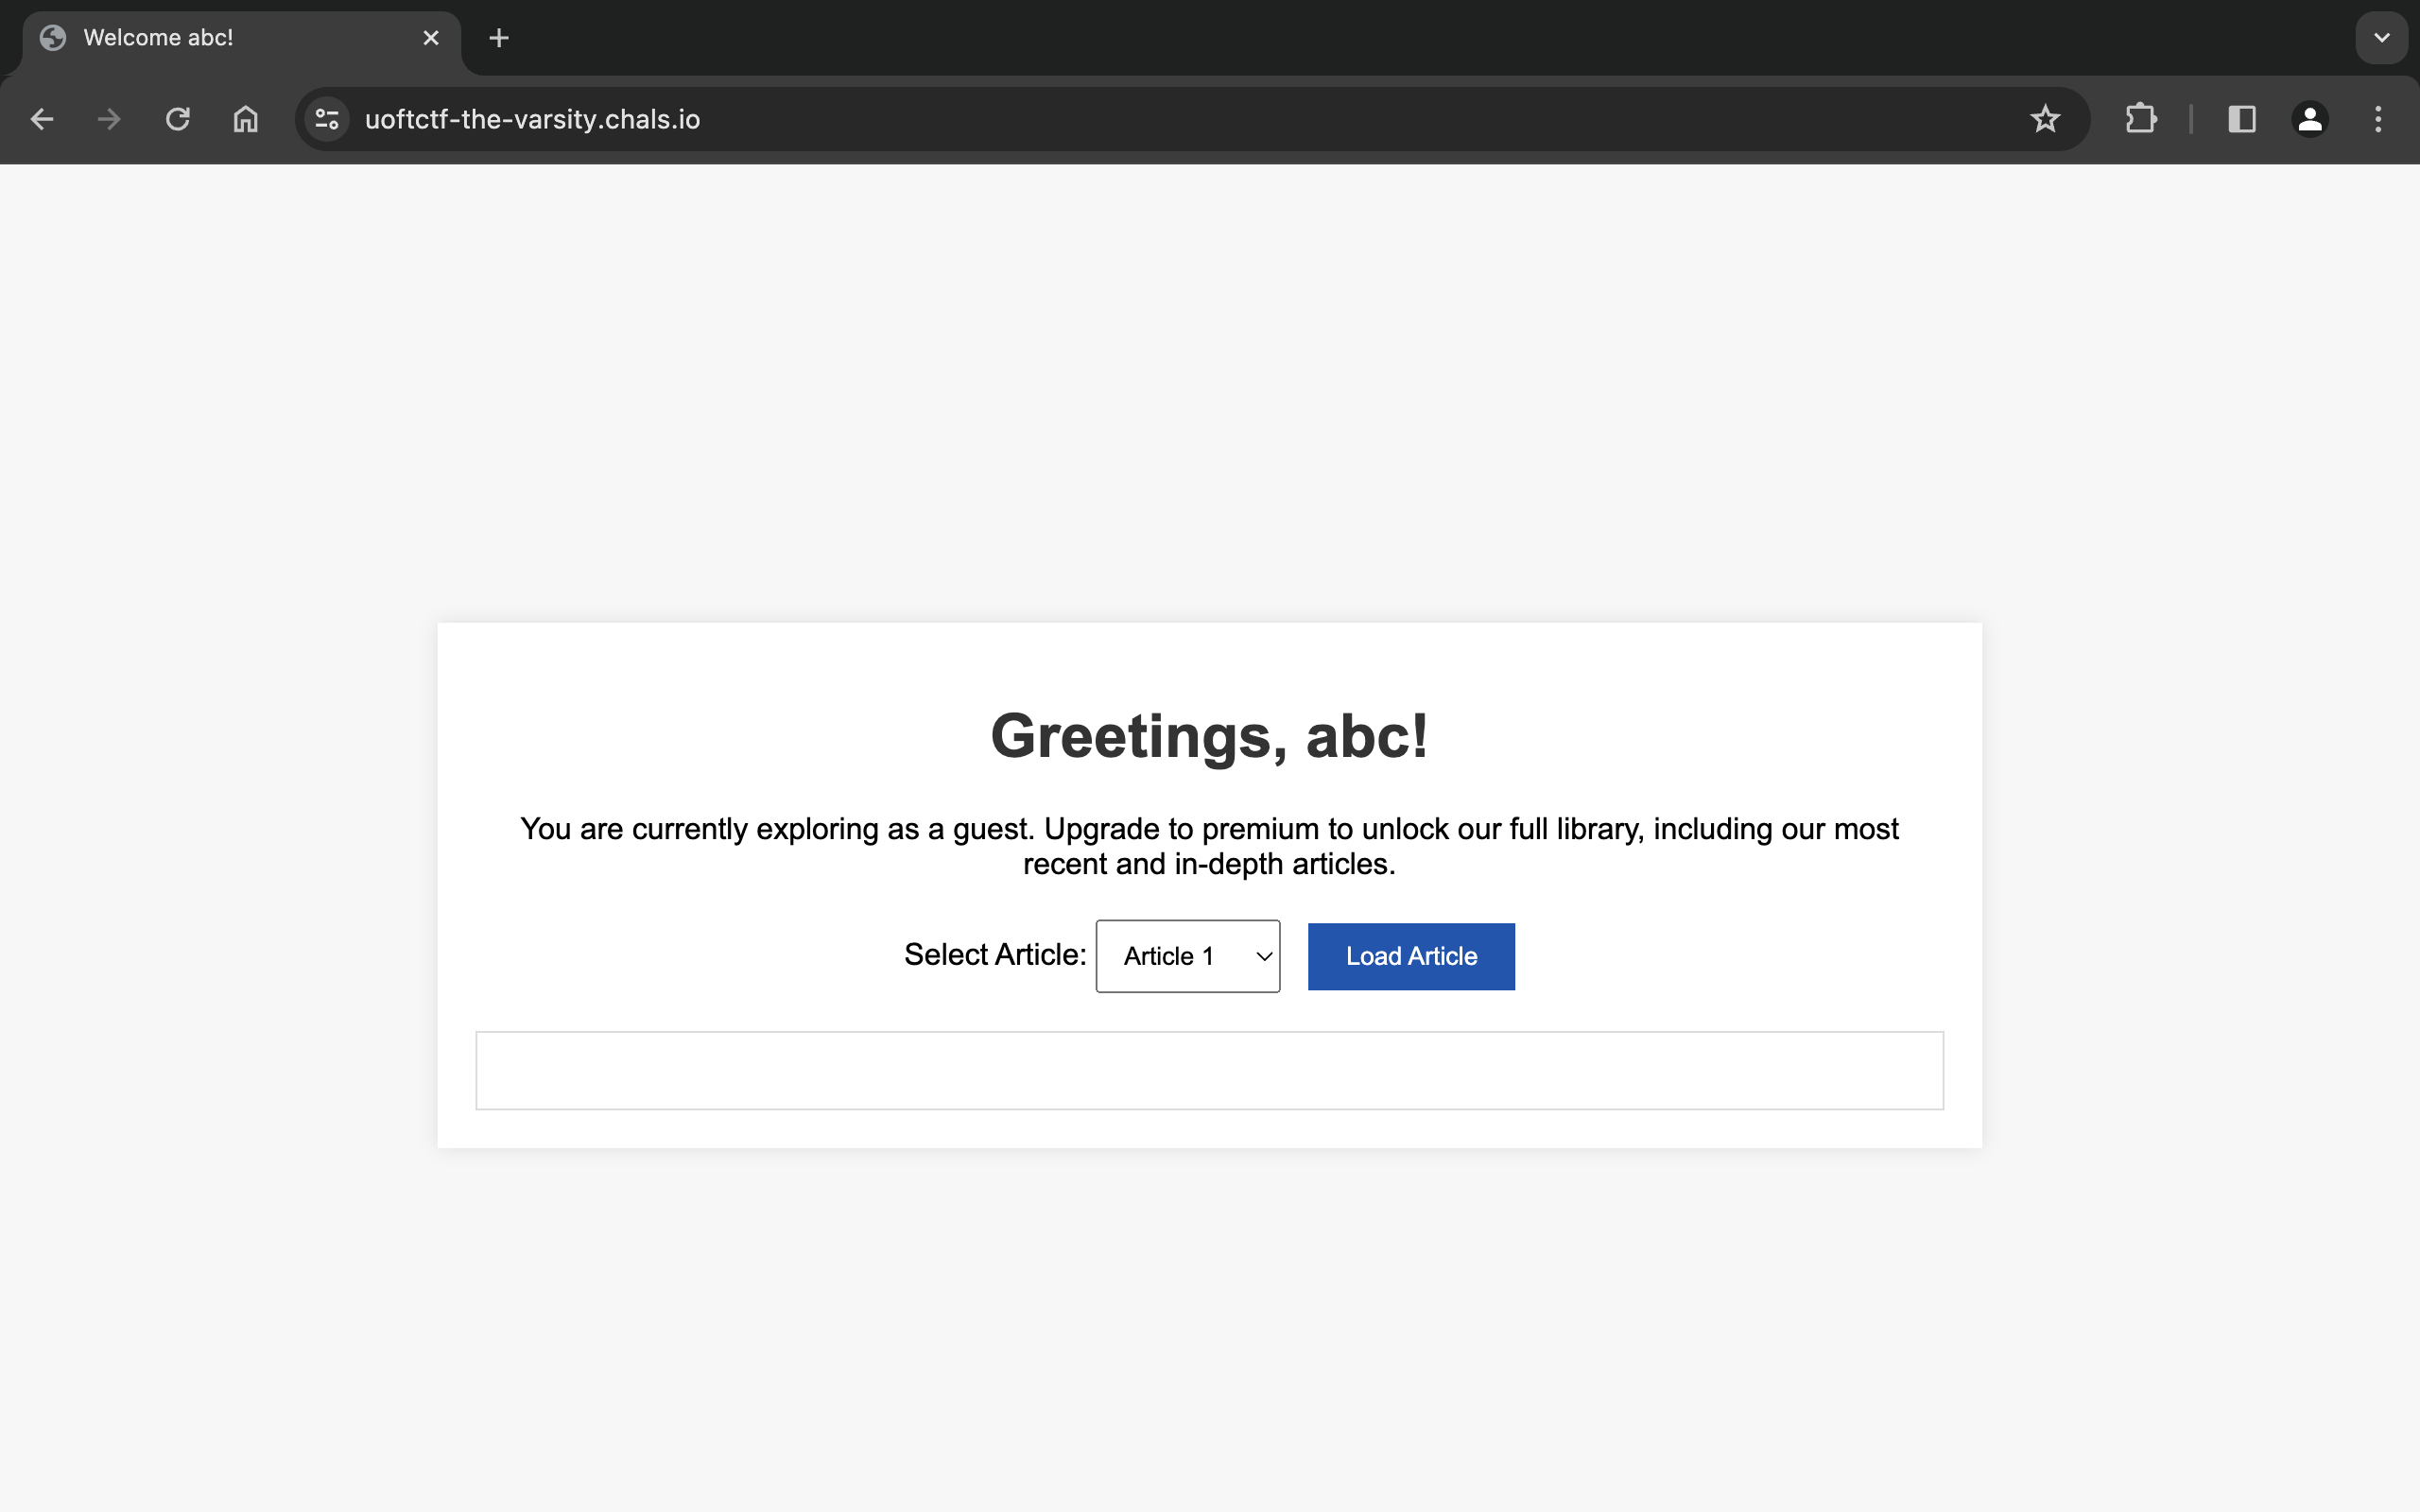 Welcome abc!
uoftctf-the-varsity.chals.io
Greetings, abc!
You are currently exploring as a guest. Upgrade to premium to unlock our full library, including our most
recent and in-depth articles.
Select Article: Article 1 Load Article